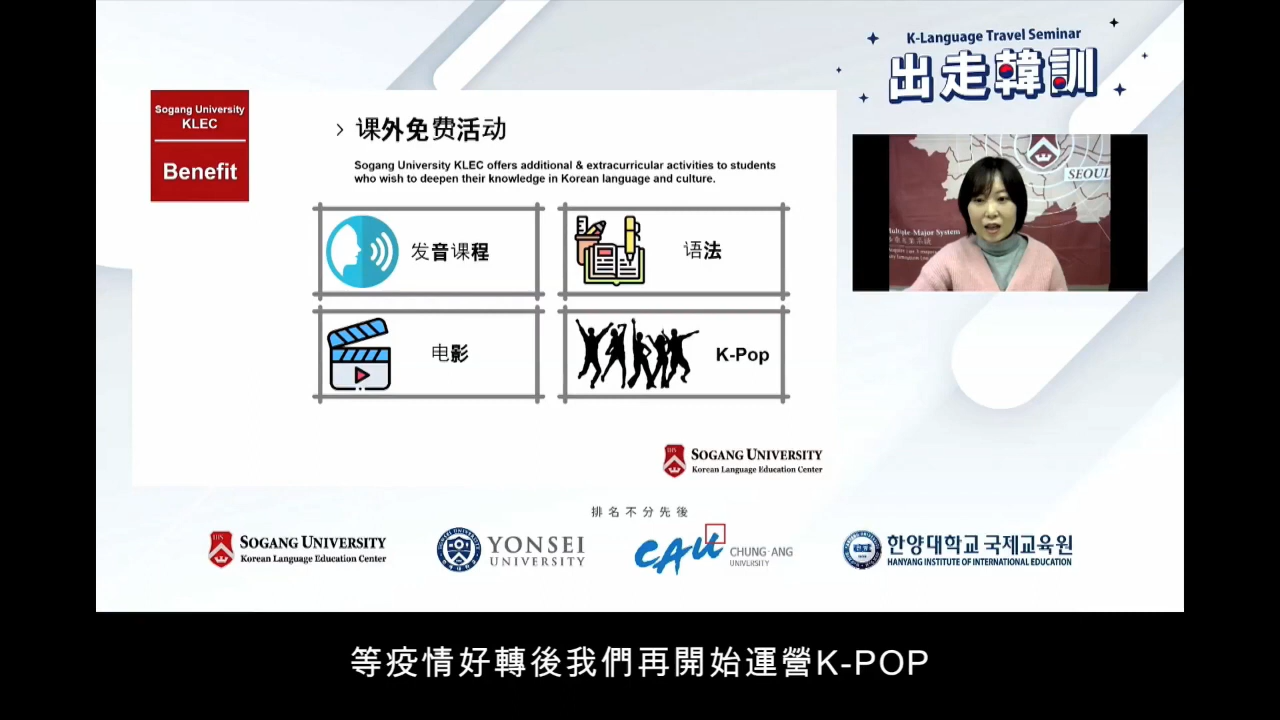 K-Language Travel Seminar
出走韓訓
Sogang University
KLEC
Benefit
课外免费活动
Sogang University KLEC offers additional & extracurricular activities to students
who wish to deepen their knowledge in Korean language and culture.
发音课程
语法
电影
K-Pop
SEOUL
Multiple Major System
SOGANG UNIVERSITY
Korean Language Education Center
排名不分先後
SOGANG UNIVERSITY
Korean Language Education Center
YONSEI
UNIVERSITY
CAU
CHUNG-ANG
UNIVERSITY
한양대학교 국제교육원
HANYANG INSTITUTE OF INTERNATIONAL EDUCATION
等疫情好轉後我們再開始運營K-POP